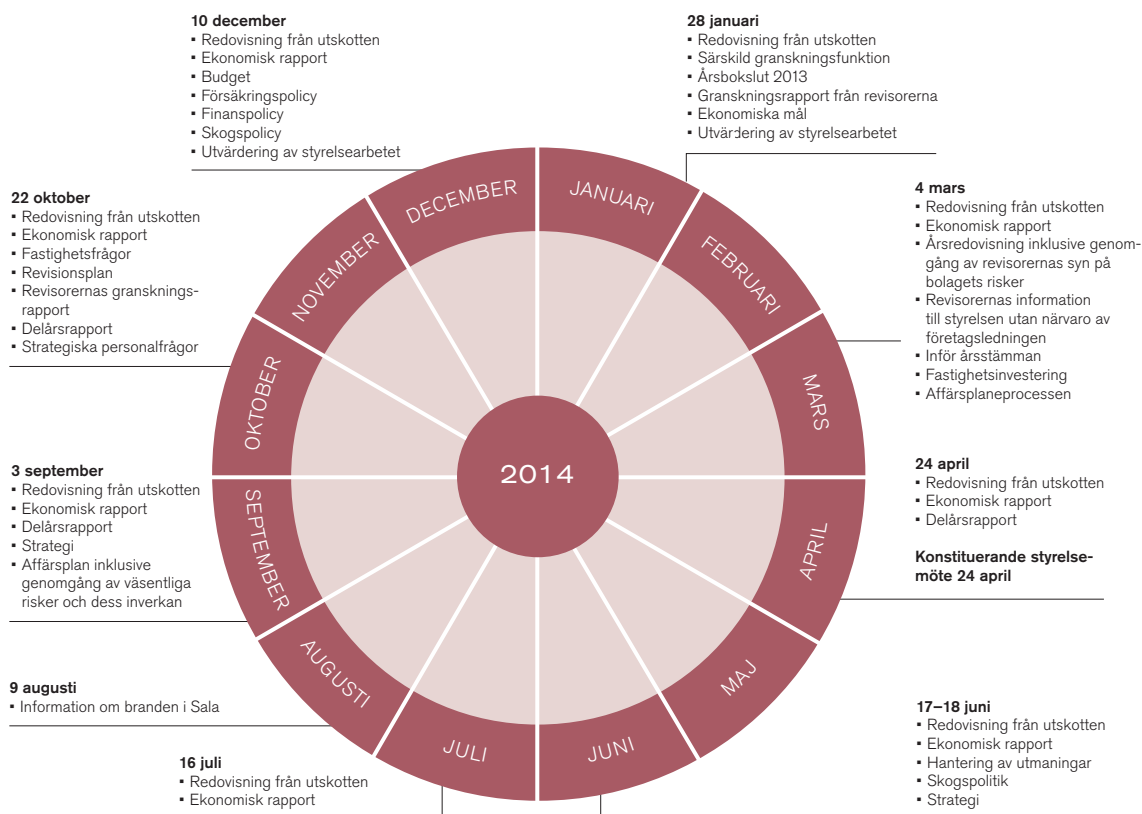 10 december
▪ Redovisning från utskotten
▪ Ekonomisk rapport
▪ Budget
▪ Försäkringspolicy
▪ Finanspolicy
▪ Skogspolicy
▪ Utvärdering av styrelsearbetet
28 januari
▪ Redovisning från utskotten
▪ Särskild granskningsfunktion
▪ Årsbokslut 2013
▪ Granskningsrapport från revisorerna
▪ Ekonomiska mål
▪ Utvärdering av styrelsearbetet
22 oktober
▪ Redovisning från utskotten
▪ Ekonomisk rapport
▪ Fastighetsfrågor
▪ Revisionsplan
▪ Revisorernas gransknings-
rapport
▪ Delårsrapport
▪ Strategiska personalfrågor
4 mars
▪ Redovisning från utskotten
▪ Ekonomisk rapport
▪ Årsredovisning inklusive genom-
gång av revisorernas syn på
bolagets risker
▪ Revisorernas information
till styrelsen utan närvaro av
företagsledningen
▪ Inför årsstämman
▪ Fastighetsinvestering
▪ Affärsplaneprocessen
JANUARI
FEBRUARI
MARS
APRIL
MAJ
JUNI
JULI
AUGUSTI
SEPTEMBER
OKTOBER
NOVEMBER
DECEMBER
2014
3 september
▪ Redovisning från utskotten
▪ Ekonomisk rapport
▪ Delårsrapport
▪ Strategi
▪ Affärsplan inklusive
genomgång av väsentliga
risker och dess inverkan
24 april
▪ Redovisning från utskotten
▪ Ekonomisk rapport
▪ Delårsrapport
Konstituerande styrelse-
möte 24 april
9 augusti
▪ Information om branden i Sala
16 juli
▪ Redovisning från utskotten
▪ Ekonomisk rapport
17–18 juni
▪ Redovisning från utskotten
▪ Ekonomisk rapport
▪ Hantering av utmaningar
▪ Skogspolitik
▪ Strategi